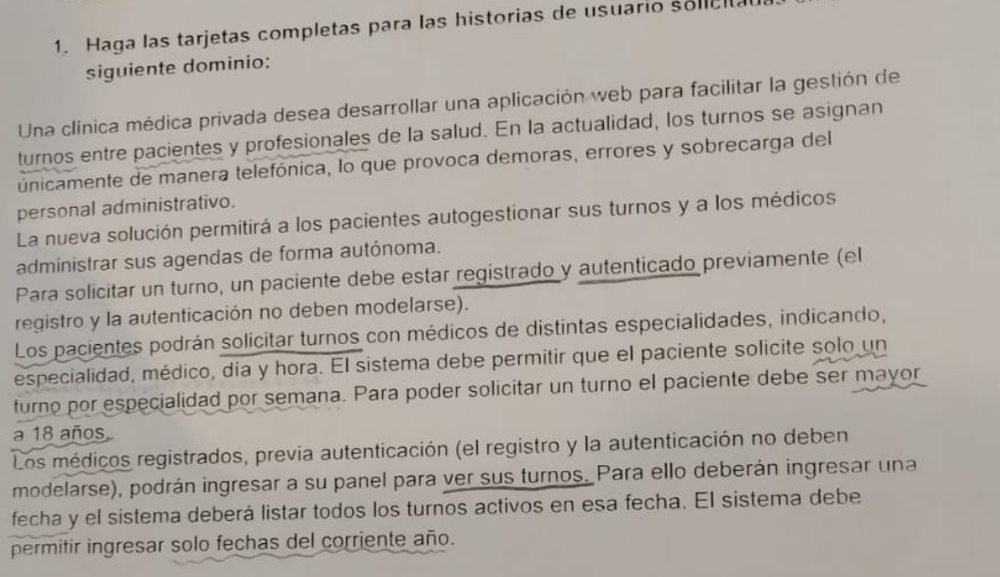 1. Haga las tarjetas completas para las historias de usuario
siguiente dominio:
Una clínica médica privada desea desarrollar una aplicación web para facilitar la gestión de
turnos entre pacientes y profesionales de la salud. En la actualidad, los turnos se asignan
únicamente de manera telefónica, lo que provoca demoras, errores y sobrecarga del
personal administrativo.
La nueva solución permitirá a los pacientes autogestionar sus turnos y a los médicos
administrar sus agendas de forma autónoma.
Para solicitar un turno, un paciente debe estar registrado y autenticado previamente (el
registro y la autenticación no deben modelarse).
Los pacientes podrán solicitar turnos con médicos de distintas especialidades, indicando,
especialidad, médico, día y hora. El sistema debe permitir que el paciente solicite solo un
turno por especialidad por semana. Para poder solicitar un turno el paciente debe ser mayor
a 18 años.
Los médicos registrados, previa autenticación (el registro y la autenticación no deben
modelarse), podrán ingresar a su panel para ver sus turnos. Para ello deberán ingresar una
fecha y el sistema deberá listar todos los turnos activos en esa fecha. El sistema debe
permitir ingresar solo fechas del corriente año.